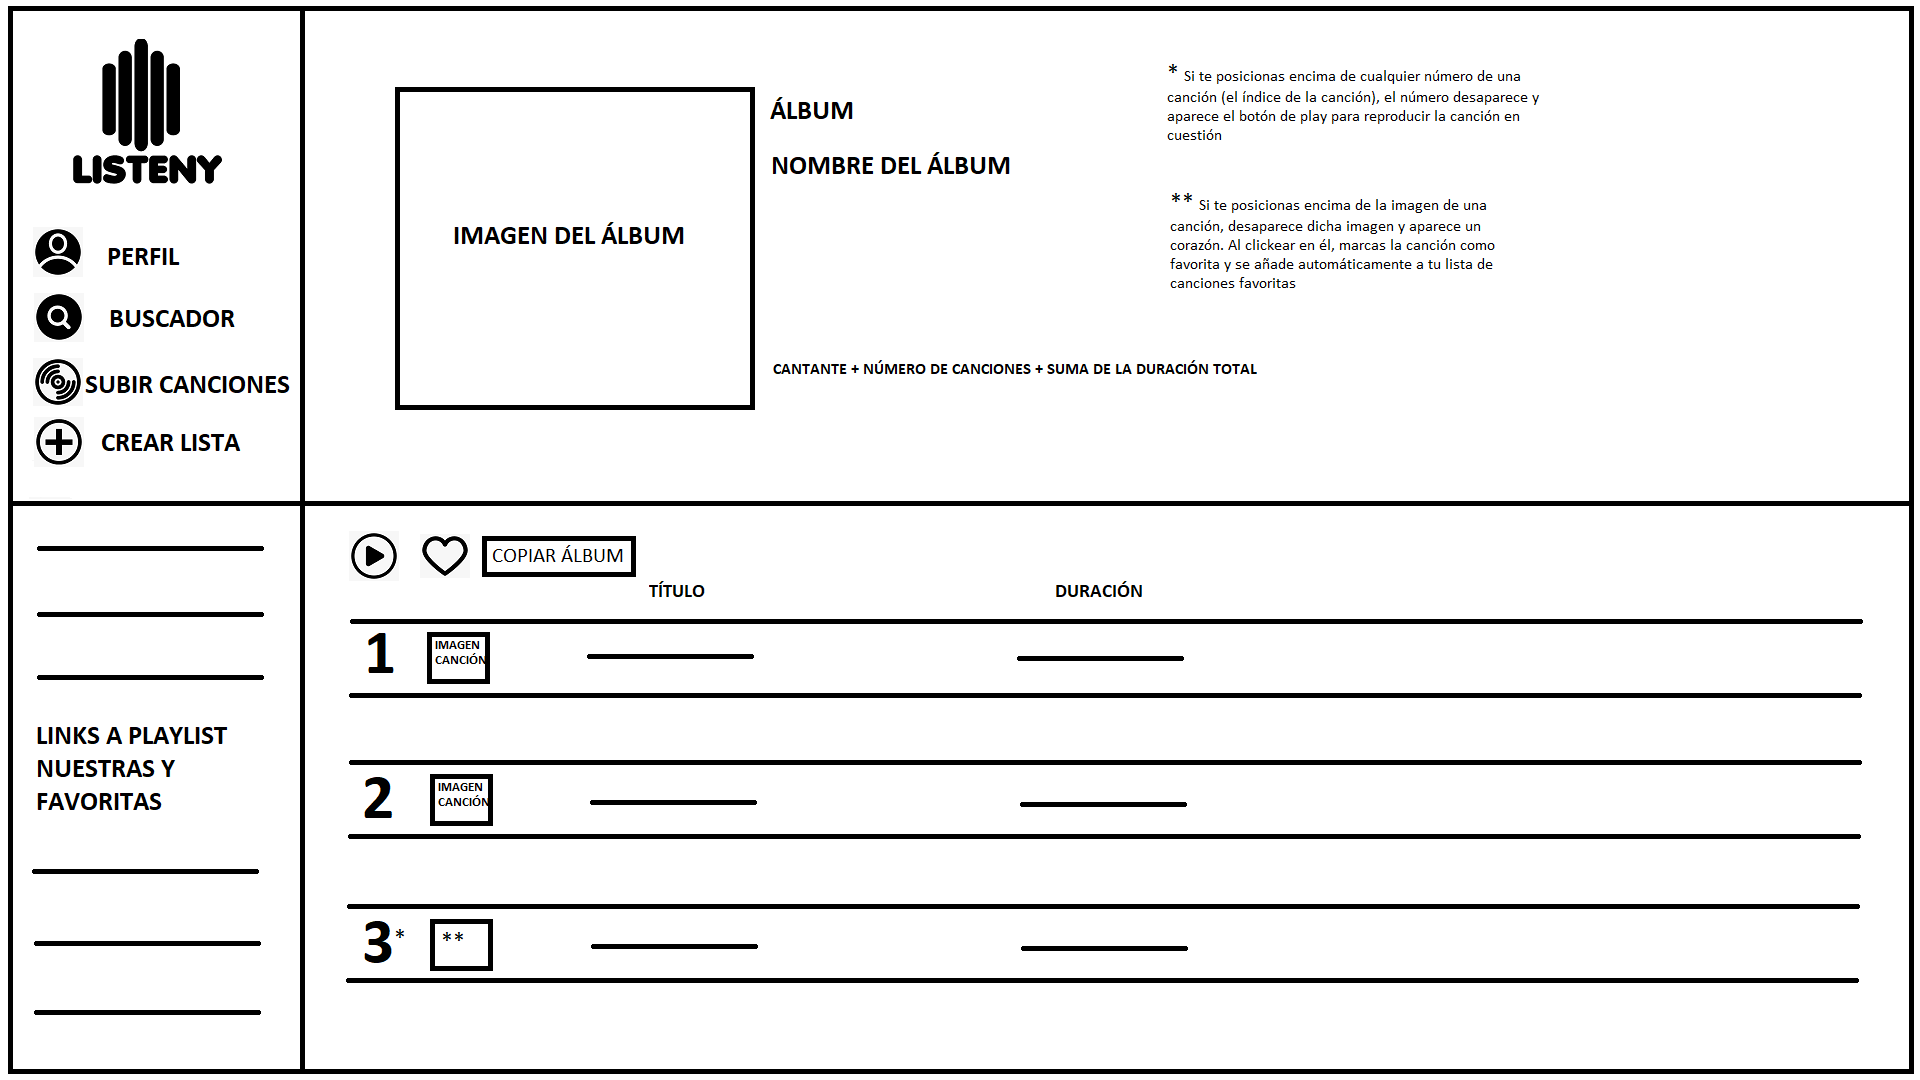 LISTENY
PERFIL
BUSCADOR
SUBIR CANCIONES
CREAR LISTA
IMAGEN DEL ÁLBUM
ÁLBUM
NOMBRE DEL ÁLBUM
CANTANTE + NÚMERO DE CANCIONES + SUMA DE LA DURACIÓN TOTAL
* Si te posicionas encima de cualquier número de una
canción (el índice de la canción), el número desaparece y
aparece el botón de play para reproducir la canción en
cuestión
** Si te posicionas encima de la imagen de una
canción, desaparece dicha imagen y aparece un
corazón. Al clickear en él, marcas la canción como
favorita y se añade automáticamente a tu lista de
canciones favoritas
LINKS A PLAYLIST
NUESTRAS Y
FAVORITAS
COPIAR ÁLBUM
TÍTULO
DURACIÓN
1
IMAGEN
CANCIÓN
2
IMAGEN
CANCIÓN
3*
**